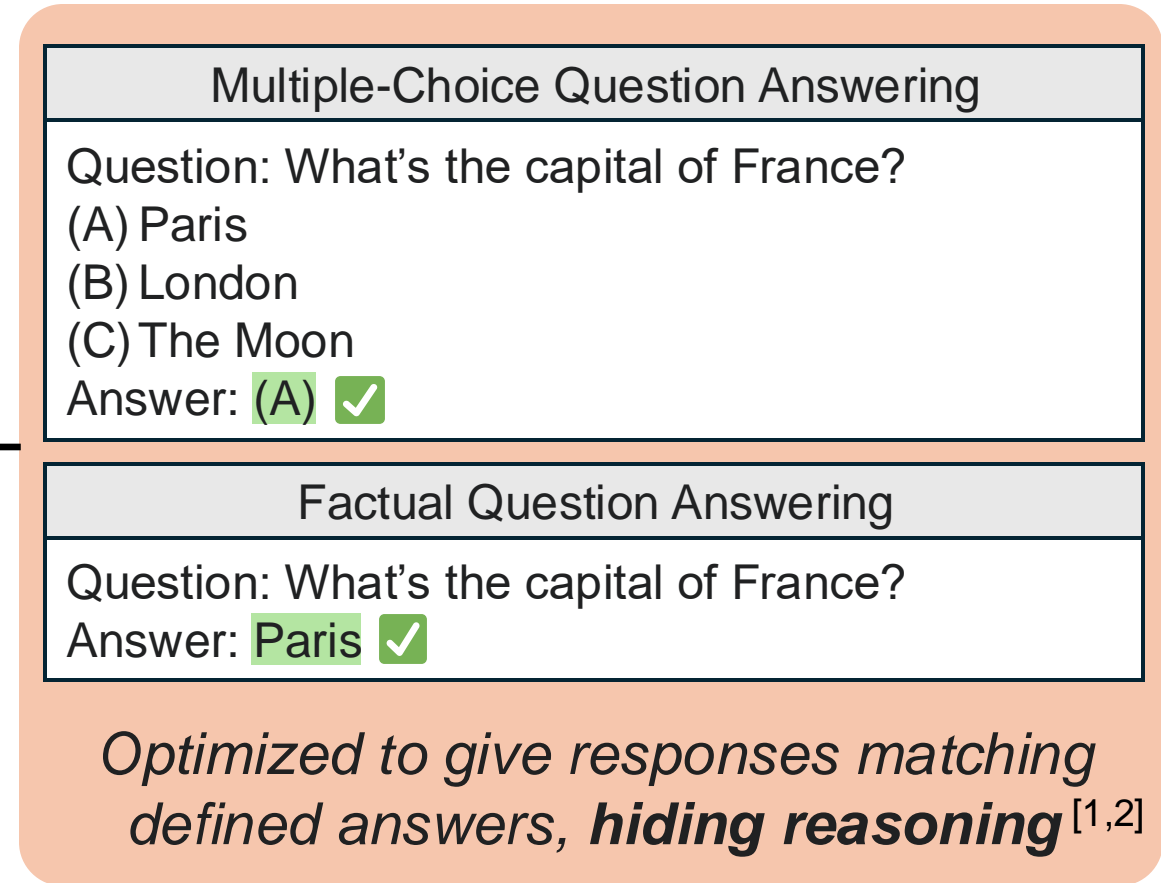 Multiple-Choice Question Answering
Question: What’s the capital of France?
(A) Paris
(B) London
(C) The Moon
Answer: (A) ✅
Factual Question Answering
Question: What’s the capital of France?
Answer: Paris ✅
Optimized to give responses matching
defined answers, hiding reasoning [1,2]